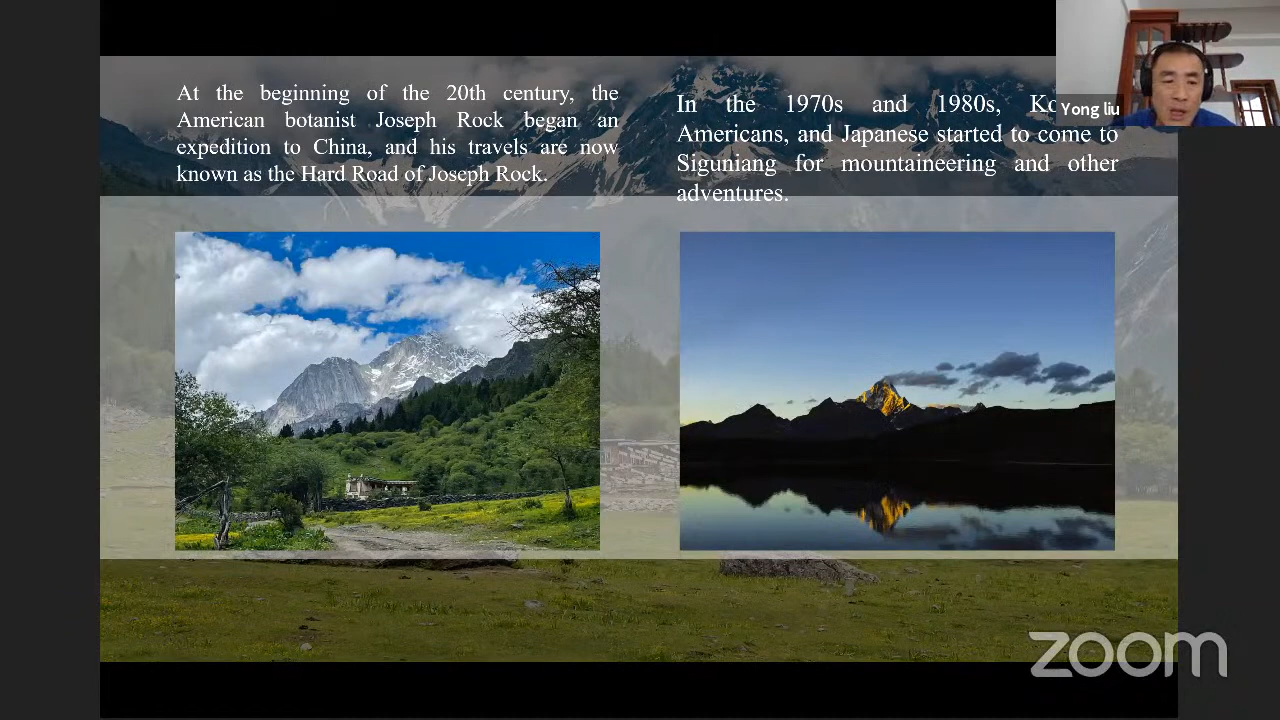 At the beginning of the 20th century, the
American botanist Joseph Rock began an
expedition to China, and his travels are now
known as the Hard Road of Joseph Rock.
In the 1970s and 1980s,
Americans, and Japanese started to come to
Siguniang for mountaineering and other
adventures.
Yong liu
zoom